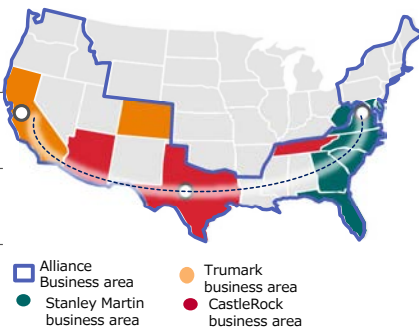 Alliance
Business area
Trumark
business area
Stanley Martin
business area
CastleRock
business area